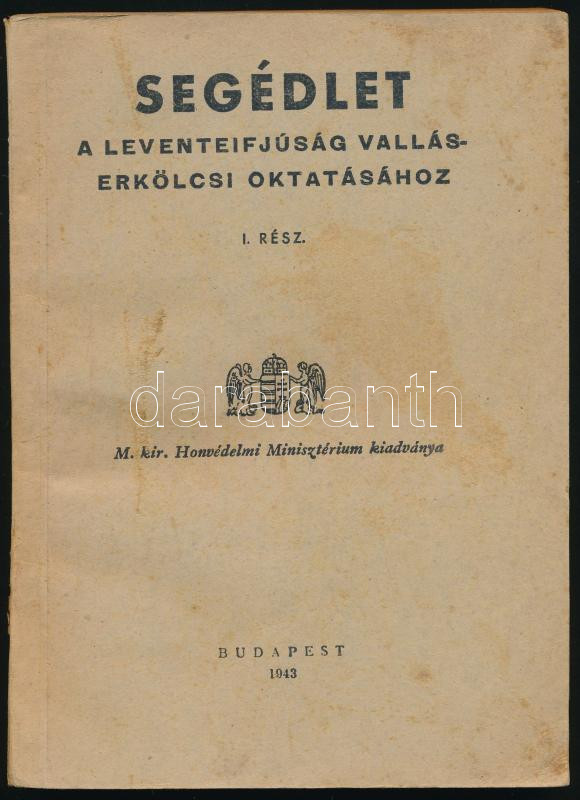 SEGÉDLET
A LEVENTEIFJÚSÁG VALLÁS-
ERKÖLCSI OKTATÁSÁHOZ
I. RÉSZ.
darabanth
M. kir. Honvédelmi Minisztérium kiadványa
BUDAPEST
1943